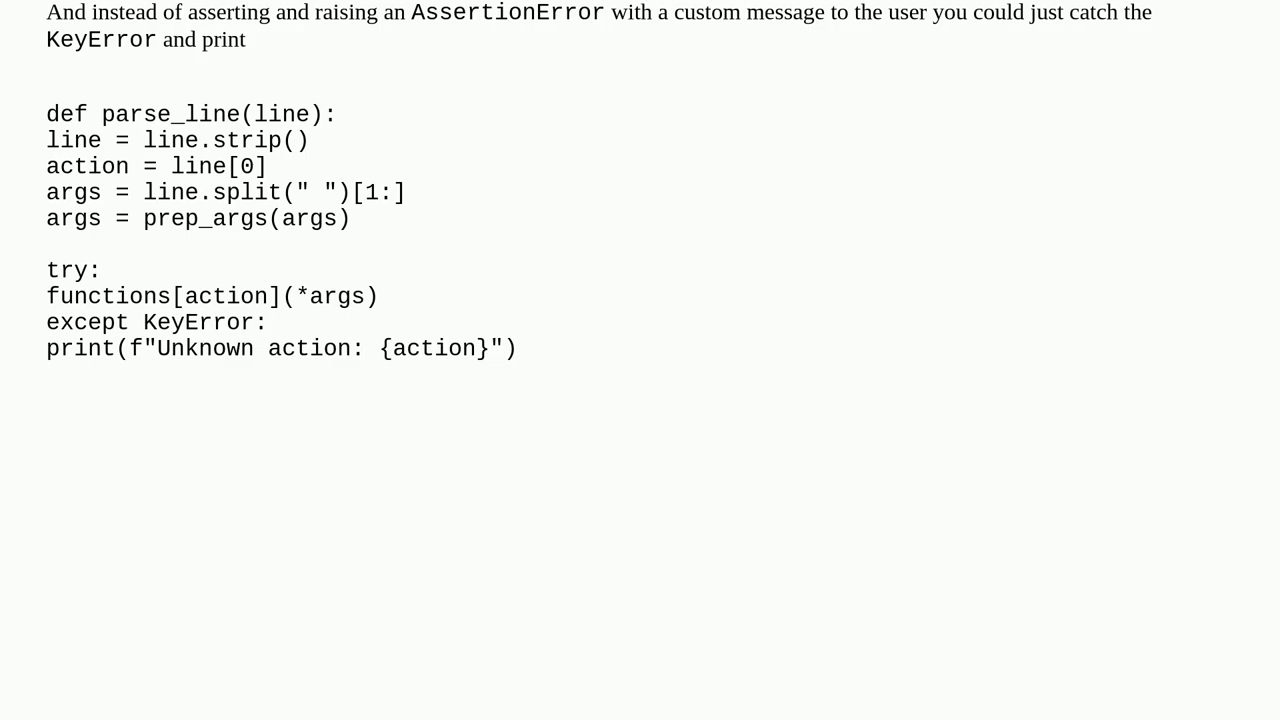 And instead of asserting and raising an AssertionError with a custom message to the user you could just catch the
KeyError and print
def parse_line(line):
line = line.strip()
action = line[0]
args = line.split(" ")[1:]
args = prep_args(args)
try:
functions[action](*args)
except KeyError:
print(f"Unknown action: {action}")